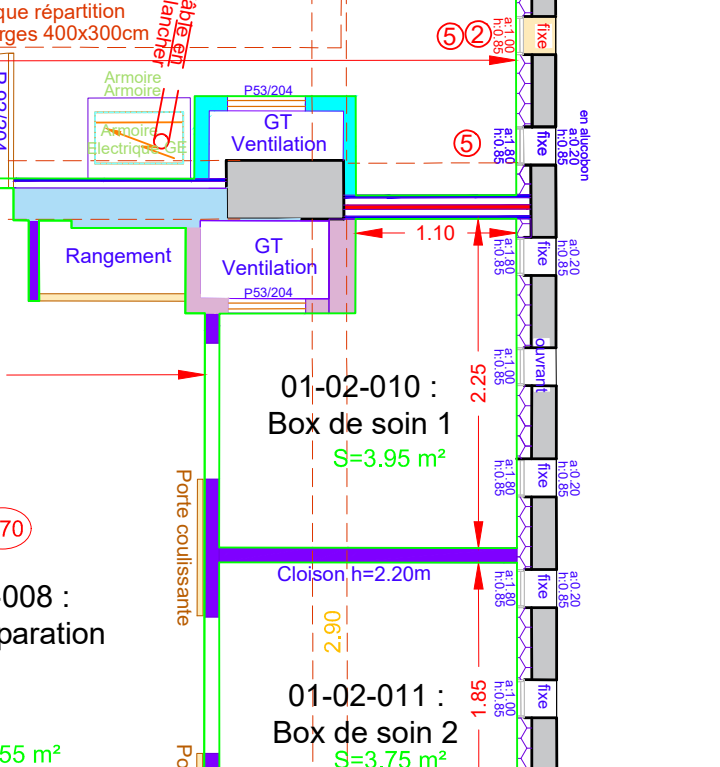 que répartition
rges 400x300cm
lancher
Armoire
Armoire
Armoire
Electrique GE
P53/204
GT
Ventilation
5
2
a:1.00
h:0.85
fixe
5
a:1.80
h:0.85
fixe
a:0.20
h:0.85
en alucobon
Rangement
GT
Ventilation
P53/204
1.10
a:1.80
h:0.85
fixe
a:0.20
h:0.85
2.25
a:1.00
h:0.85
ouvrant
01-02-010 :
Box de soin 1
S=3.95 m²
a:1.80
h:0.85
fixe
a:0.20
h:0.85
Porte coulissante
70
Cloison h=2.20m
a:1.80
h:0.85
fixe
a:0.20
h:0.85
-008 :
paration
2.90
01-02-011 :
Box de soin 2
S=3.75 m²
1.85
a:1.00
h:0.85
fixe
55 m²
Po